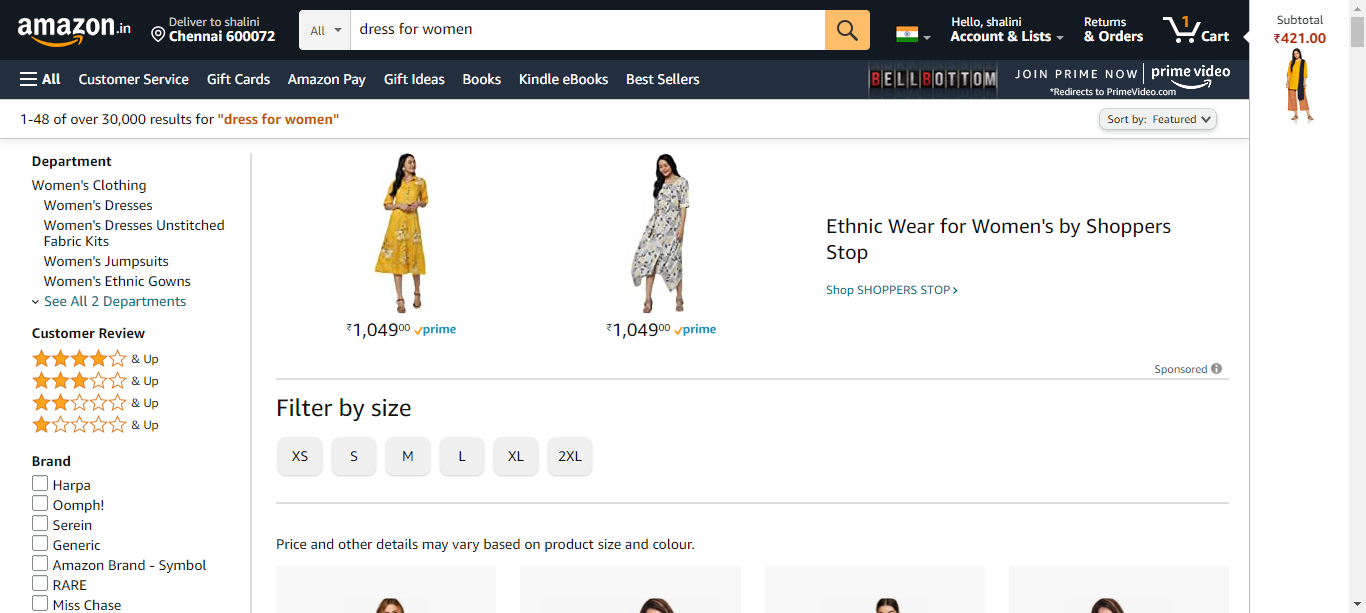 amazon.in
Deliver to shalini
Chennai 600072
All
dress for women
Hello, shalini
Account & Lists
Returns
& Orders
1
Cart
Subtotal
₹421.00
All
Customer Service
Gift Cards
Amazon Pay
Gift Ideas
Books
Kindle eBooks
Best Sellers
BELLBOTTOM
JOIN PRIME NOW
prime video
*Redirects to PrimeVideo.com
1-48 of over 30,000 results for "dress for women"
Sort by: Featured
Department
Women's Clothing
Women's Dresses
Women's Dresses Unstitched
Fabric Kits
Women's Jumpsuits
Women's Ethnic Gowns
See All 2 Departments
Customer Review
& Up
& Up
& Up
& Up
Brand
Harpa
Oomph!
Serein
Generic
Amazon Brand - Symbol
RARE
Miss Chase
₹1,04900 prime
₹1,04900 prime
Ethnic Wear for Women's by Shoppers
Stop
Shop SHOPPERS STOP
Sponsored
Filter by size
XS
S
M
L
XL
2XL
Price and other details may vary based on product size and colour.